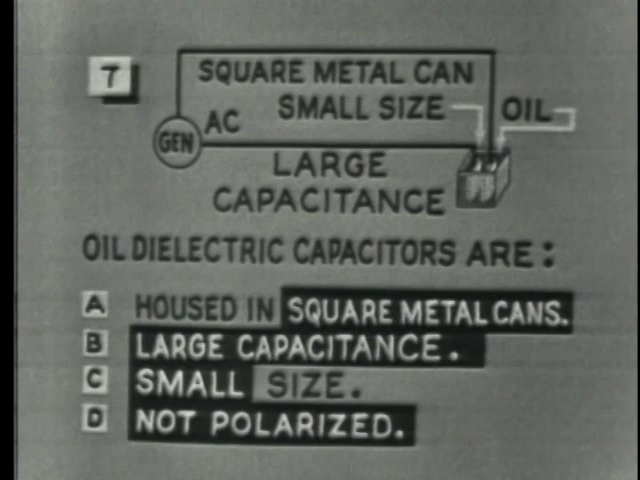 7
SQUARE METAL CAN
SMALL SIZE
OIL
AC
GEN
LARGE
CAPACITANCE
OIL DIELECTRIC CAPACITORS ARE:
A HOUSED IN SQUARE METAL CANS.
B LARGE CAPACITANCE.
C SMALL SIZE.
D NOT POLARIZED.